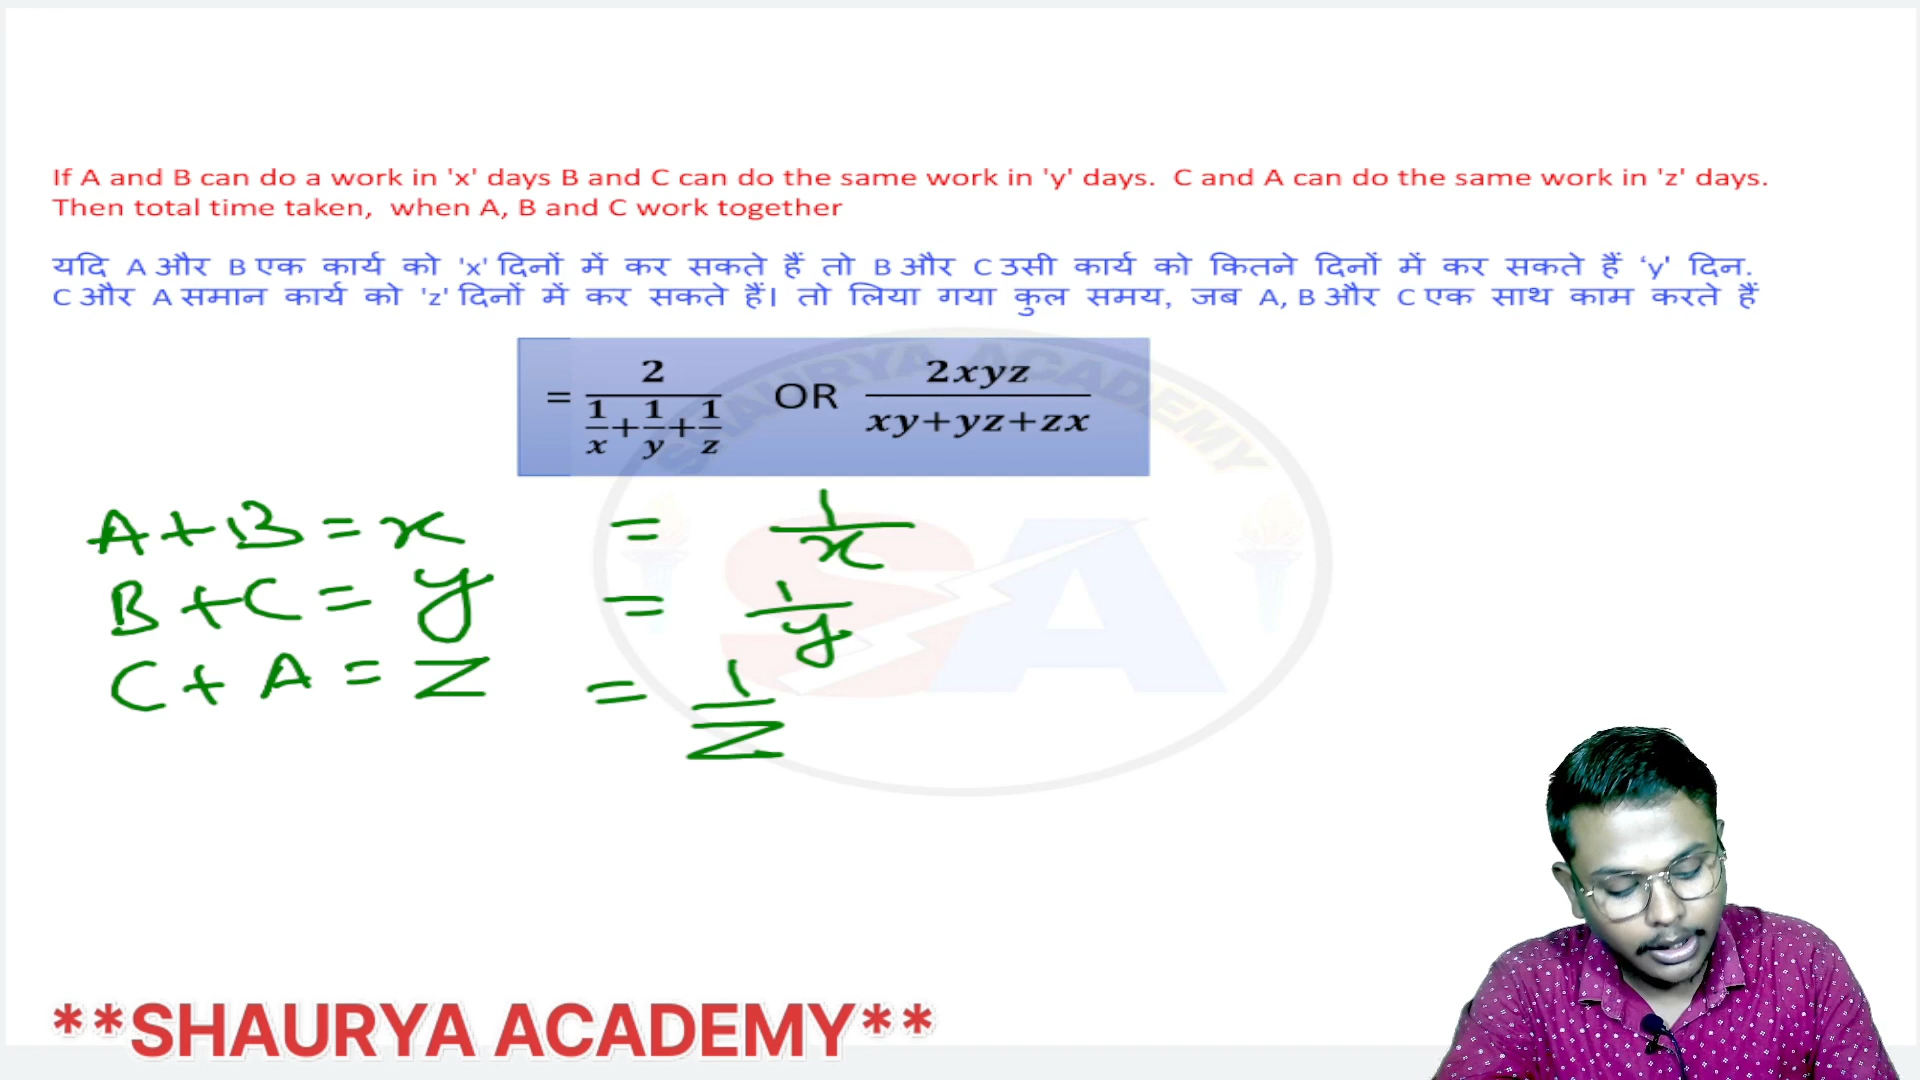 If A and B can do a work in 'x' days B and C can do the same work in 'y' days. C and A can do the same work in 'z' days.
Then total time taken, when A, B and C work together
यदि A और B एक कार्य को 'x' दिनों में कर सकते हैं तो B और C उसी कार्य को कितने दिनों में कर सकते हैं ‘y' दिन.
C और A समान कार्य को 'z' दिनों में कर सकते हैं। तो लिया गया कुल समय, जब A, B और C एक साथ काम करते हैं
= 2 / (1/x + 1/y + 1/z) OR 2xyz / (xy+yz+zx)
SHAURYA ACADEMY
SA
A+B = x = 1/x
B+C = y = 1/y
C+A = Z = 1/Z
**SHAURYA ACADEMY**